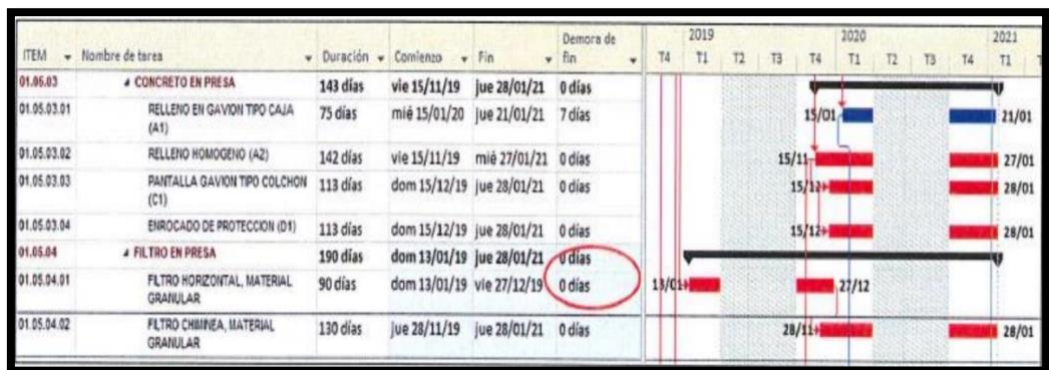 Demora de
ITEM Nombre de tarea Duración Comienzo Fin fin
2019 2020 2021
T4 T1 T2 T3 T4 T1 T2 T3 T4 T1
01.06.03 CONCRETO EN PRESA 143 días vie 15/11/19 jue 28/01/21 0 días
01.05.03.01 RELLENO EN GAVION TIPO CAJA 75 días mié 15/01/20 jue 21/01/21 7 días 15/01 21/01
(A1)
01.05.03.02 RELLENO HOMOGENO (A2) 142 días vie 15/11/19 mié 27/01/21 0 días 15/11 27/01
01.05.03.03 PANTALLA GAVION TIPO COLCHON 113 días dom 15/12/19 jue 28/01/21 0 días 15/12 28/01
(C1)
01.05.03.04 ENROCADO DE PROTECCION (D1) 113 días dom 15/12/19 jue 28/01/21 0 días 15/12 28/01
01.05.04 FILTRO EN PRESA 190 días dom 13/01/19 jue 28/01/21 0 días
01.05.04.01 FILTRO HORIZONTAL, MATERIAL 90 días dom 13/01/19 vie 27/12/19 0 días 13/01 27/12
GRANULAR
01.05.04.02 FILTRO CHIMINEA, MATERIAL 130 días jue 28/11/19 jue 28/01/21 0 días 28/11 28/01
GRANULAR